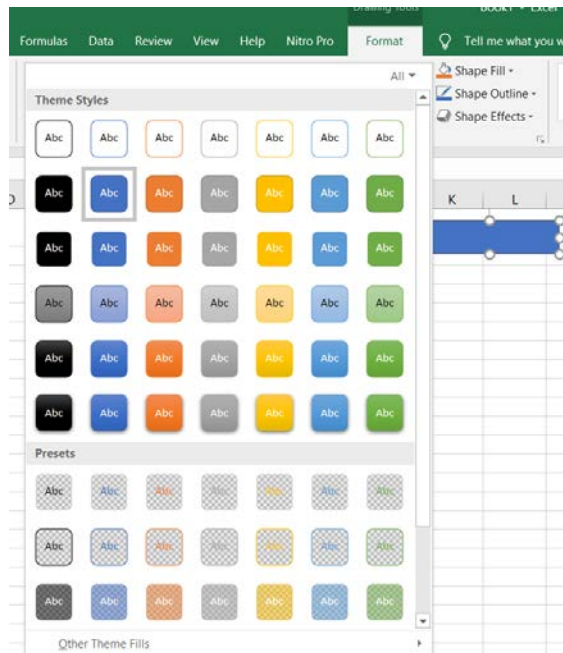 Drawing Tools Book1 - Excel
Formulas Data Review View Help Nitro Pro Format Tell me what you w
All
Shape Fill
Shape Outline
Shape Effects
Theme Styles
Abc Abc Abc Abc Abc Abc Abc
Abc Abc Abc Abc Abc Abc Abc
K L
Abc Abc Abc Abc Abc Abc Abc
Abc Abc Abc Abc Abc Abc Abc
Abc Abc Abc Abc Abc Abc Abc
Abc Abc Abc Abc Abc Abc Abc
Presets
Abc Abc Abc Abc Abc Abc Abc
Abc Abc Abc Abc Abc Abc Abc
Abc Abc Abc Abc Abc Abc Abc
Other Theme Fills